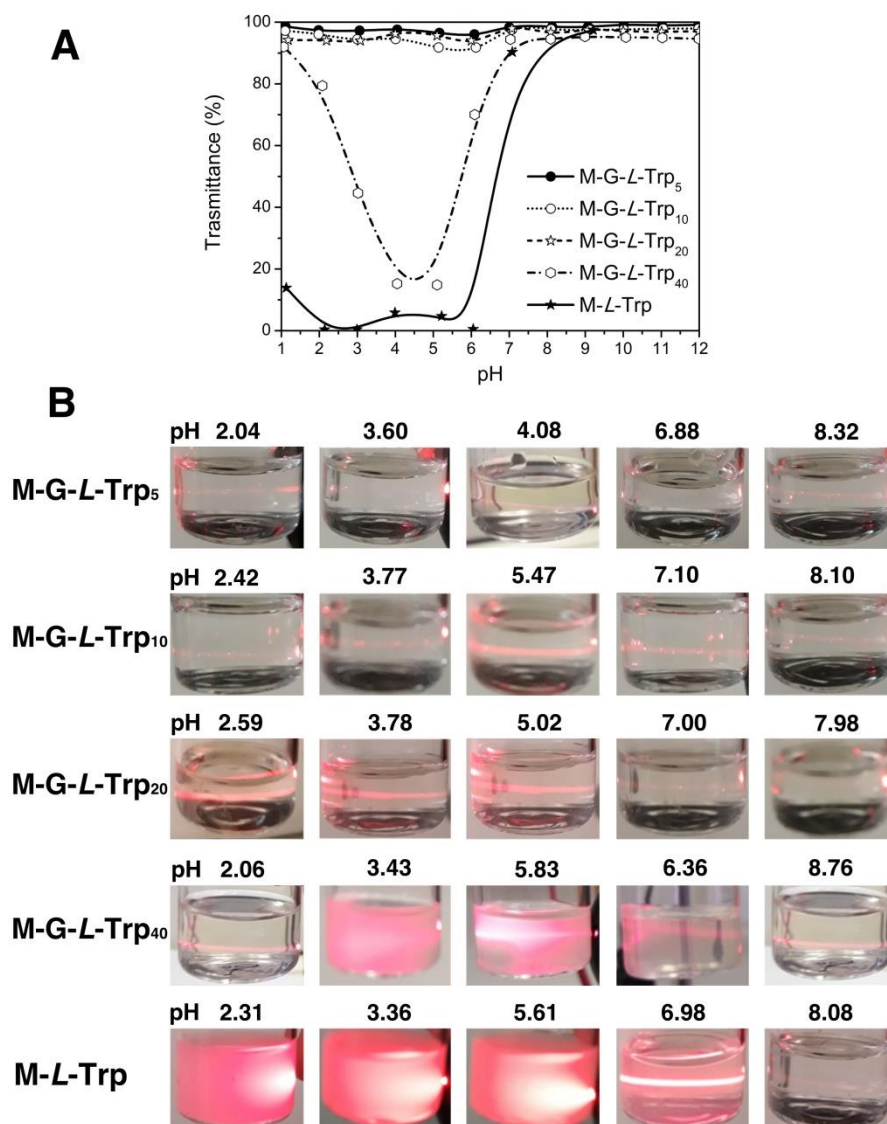 A
Trasmittance (%)
100
80
60
40
20
0
1 2 3 4 5 6 7 8 9 10 11 12
pH
M-G-L-Trp5
M-G-L-Trp10
M-G-L-Trp20
M-G-L-Trp40
M-L-Trp
B
pH 2.04 3.60 4.08 6.88 8.32
M-G-L-Trp5
2.42 3.77 5.47 7.10 8.10
pH
M-G-L-Trp10
pH 2.59 3.78 5.02 7.00 7.98
M-G-L-Trp20
pH 2.06 3.43 5.83 6.36 8.76
M-G-L-Trp40
pH 2.31 3.36 5.61 6.98 8.08
M-L-Trp